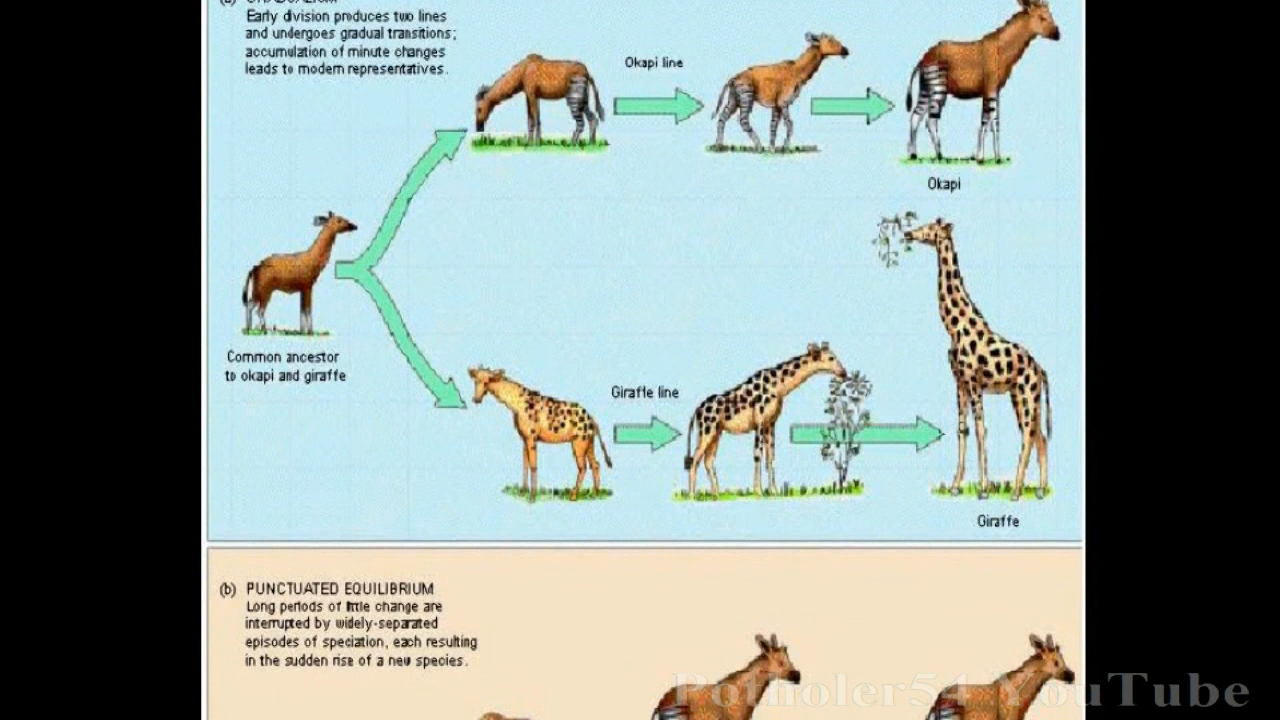 (a) GRADUALISM
Early division produces two lines
and undergoes gradual transitions;
accumulation of minute changes
leads to modern representatives.
Okapi line
Okapi
Common ancestor
to okapi and giraffe
Giraffe line
Giraffe
(b) PUNCTUATED EQUILIBRIUM
Long periods of little change are
interrupted by widely-separated
episodes of speciation, each resulting
in the sudden rise of a new species.
Potholer54 YouTube